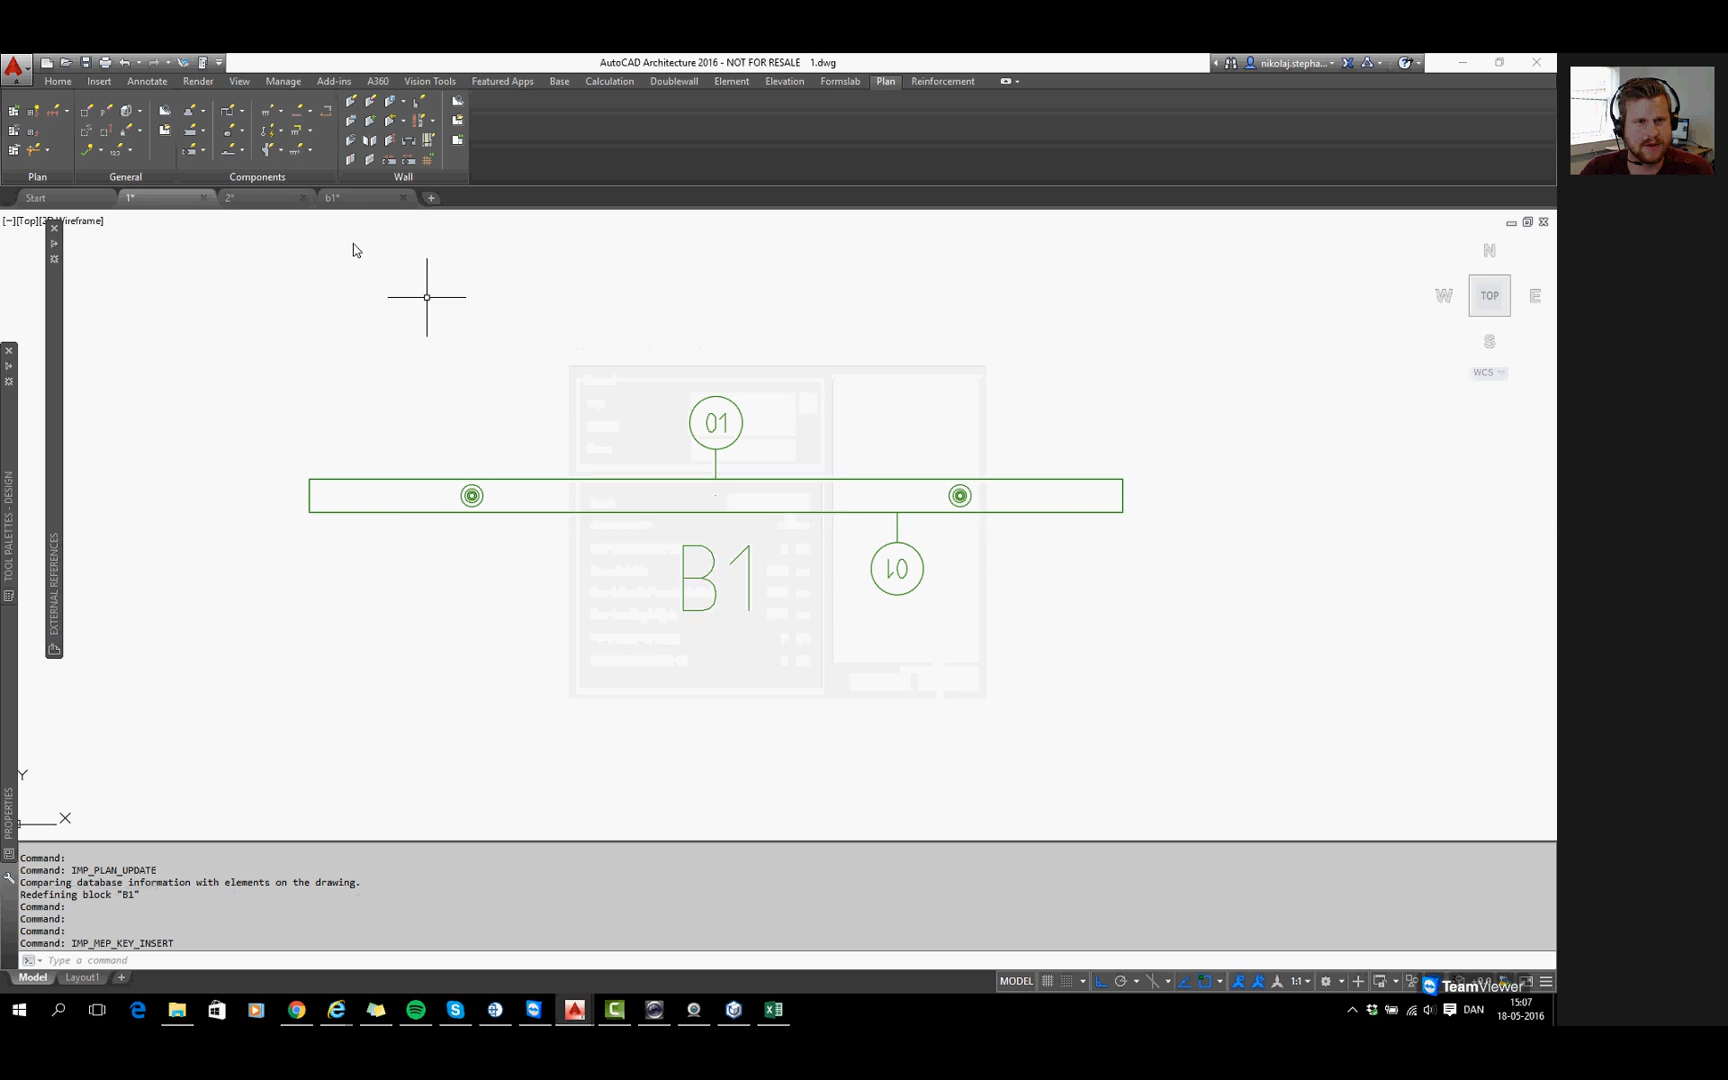 AutoCAD Architecture 2016 - NOT FOR RESALE 1.dwg
nikolaj.stepha...
Home Insert Annotate Render View Manage Add-ins A360 Vision Tools Featured Apps Base Calculation Doublewall Element Elevation Formslab Plan Reinforcement
Plan General Components Wall
Start 1* 2* b1*
[−][Top][2D Wireframe]
N
W TOP E
S
WCS
01
B1
01
TOOL PALETTES - DESIGN
EXTERNAL REFERENCES
PROPERTIES
Y
X
Command:
Command: IMP_PLAN_UPDATE
Comparing database information with elements on the drawing.
Redefining block "B1"
Command:
Command:
Command:
Command: IMP_MEP_KEY_INSERT
Type a command
Model Layout1
MODEL 1:1
TeamViewer
DAN
15:07
18-05-2016